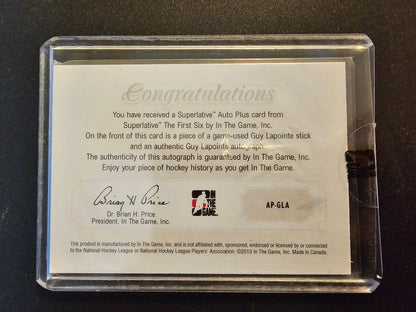 Congratulations
You have received a Superlative™ Auto Plus card from
Superlative™ The First Six by In The Game, Inc.
On the front of this card is a piece of game-used Guy Lapointe stick
and an authentic Guy Lapointe autograph.
The authenticity of this autograph is guaranteed by In The Game, Inc.
Enjoy your piece of hockey history as you get In The Game.
Brian H. Price
Dr. Brian H. Price
President, In The Game, Inc.
IN
THE
GAME
AP-GLA
This product is manufactured by In The Game, Inc. and is not affiliated with, sponsored, endorsed or licensed by or connected
to the National Hockey League or National Hockey League Players' Association. ©2013 In The Game, Inc. Made in Canada.